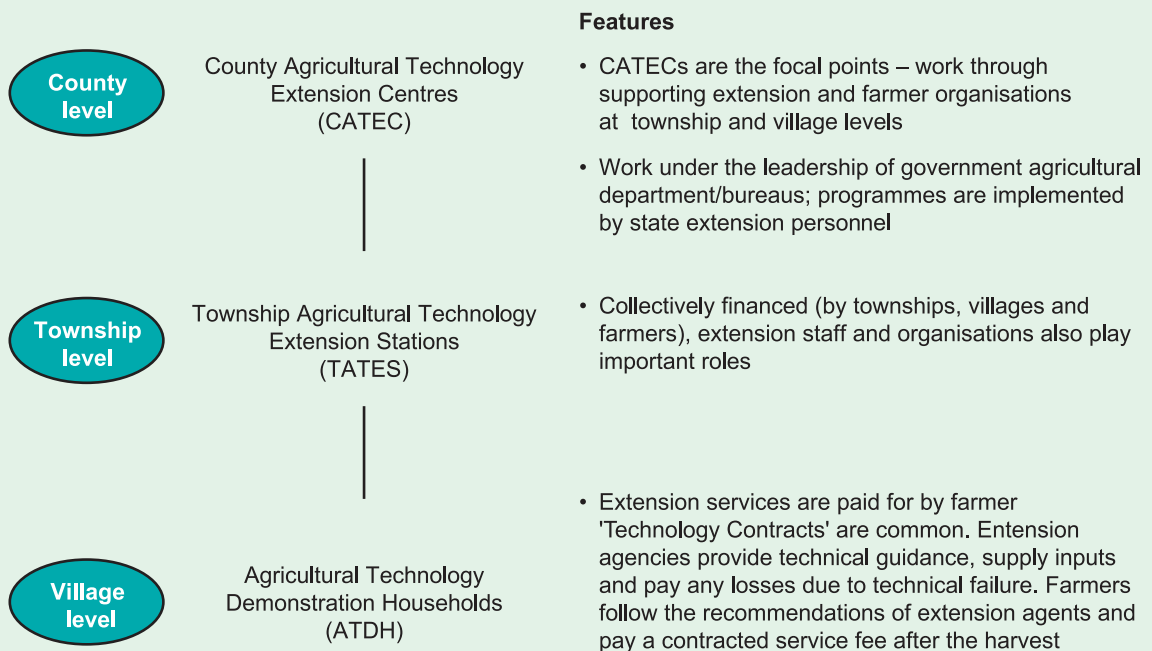 Features
County
level
County Agricultural Technology
Extension Centres
(CATEC)
• CATECs are the focal points – work through
supporting extension and farmer organisations
at township and village levels
• Work under the leadership of government agricultural
department/bureaus; programmes are implemented
by state extension personnel
Township
level
Township Agricultural Technology
Extension Stations
(TATES)
• Collectively financed (by townships, villages and
farmers), extension staff and organisations also play
important roles
Village
level
Agricultural Technology
Demonstration Households
(ATDH)
• Extension services are paid for by farmer
'Technology Contracts' are common. Entension
agencies provide technical guidance, supply inputs
and pay any losses due to technical failure. Farmers
follow the recommendations of extension agents and
pay a contracted service fee after the harvest